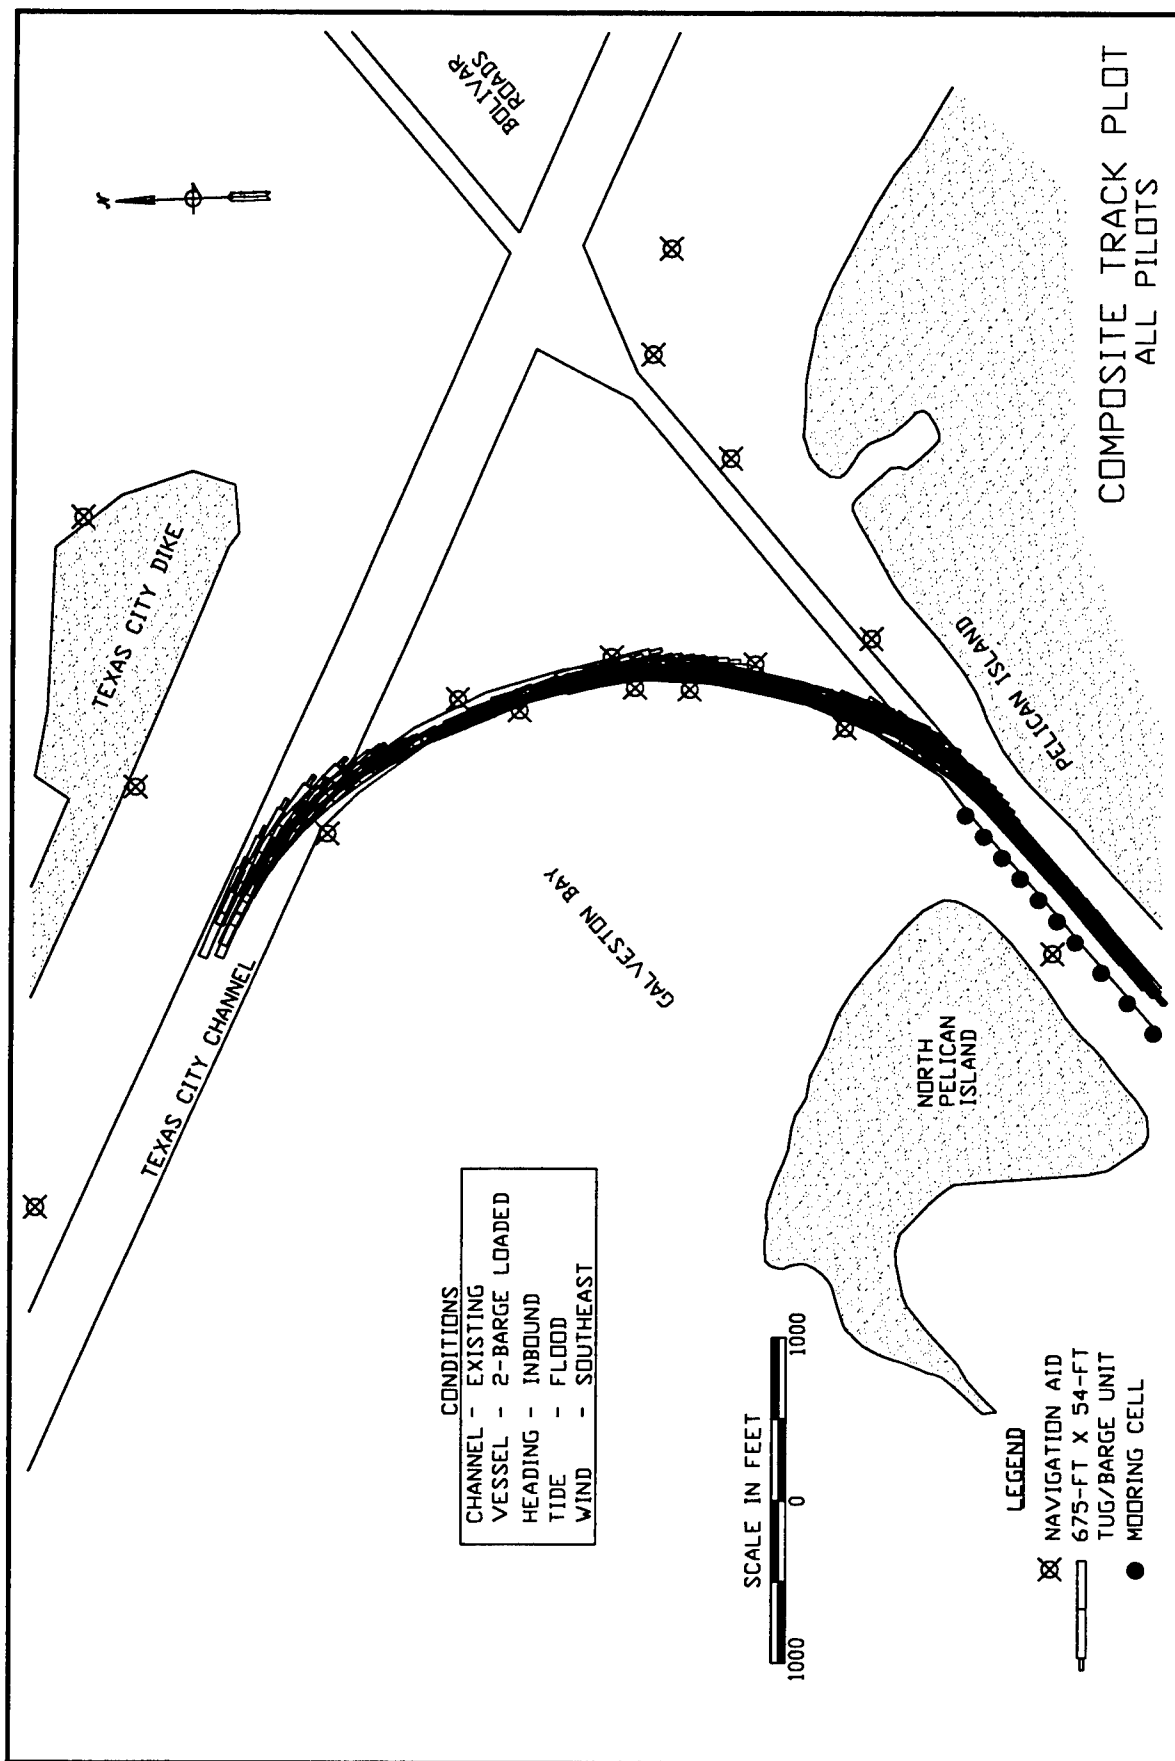 N
BOLIVAR
ROADS
TEXAS CITY DIKE
TEXAS CITY CHANNEL
GALVESTON BAY
PELICAN ISLAND
NORTH
PELICAN
ISLAND
CONDITIONS
CHANNEL - EXISTING
VESSEL - 2-BARGE LOADED
HEADING - INBOUND
TIDE - FLOOD
WIND - SOUTHEAST
SCALE IN FEET
1000 0 1000
LEGEND
NAVIGATION AID
675-FT X 54-FT
TUG/BARGE UNIT
MOORING CELL
COMPOSITE TRACK PLOT
ALL PILOTS